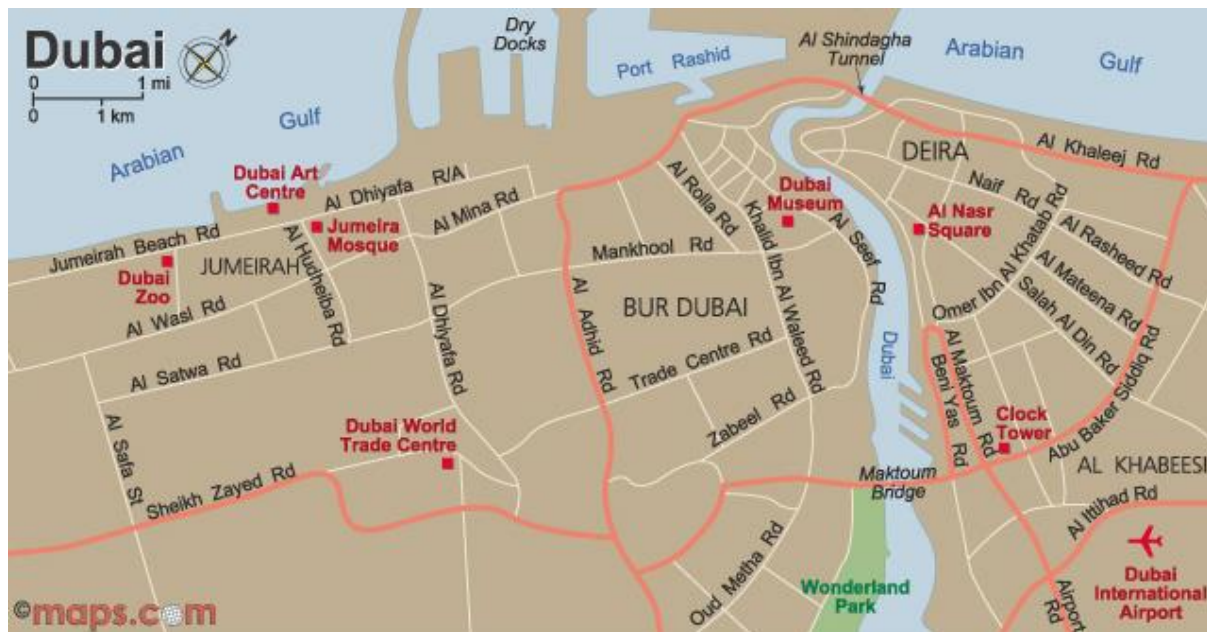 Dubai
N
0 1 mi
0 1 km
Dry
Docks
Port Rashid
Al Shindagha
Tunnel
Arabian Gulf
Arabian Gulf
Al Khaleej Rd
DEIRA
Naif Rd
Dubai Art
Centre
Al Dhiyafa R/A
Al Mina Rd
Al Rolla Rd
Dubai
Museum
Al Nasr
Square
Omer Ibn Al Khatab Rd
Al Rasheed Rd
Jumeira
Mosque
Jumeirah Beach Rd
JUMEIRAH
Al Hudheiba Rd
Mankhool Rd
Khalid Ibn Al Waleed Rd
Al Seef Rd
Al Mateena Rd
Salah Al Din Rd
Dubai
Zoo
Al Wasl Rd
Al Dhiyafa Rd
Al Adhid Rd
BUR DUBAI
Dubai
Al Maktoum Rd
Beni Yas Rd
Abu Baker Siddiq Rd
Al Satwa Rd
Trade Centre Rd
Zabeel Rd
Clock
Tower
Al Safa St
Dubai World
Trade Centre
Sheikh Zayed Rd
Maktoum
Bridge
AL KHABEESI
Al Ittihad Rd
Oud Metha Rd
Wonderland
Park
Airport
Rd
Dubai
International
Airport
©maps.com